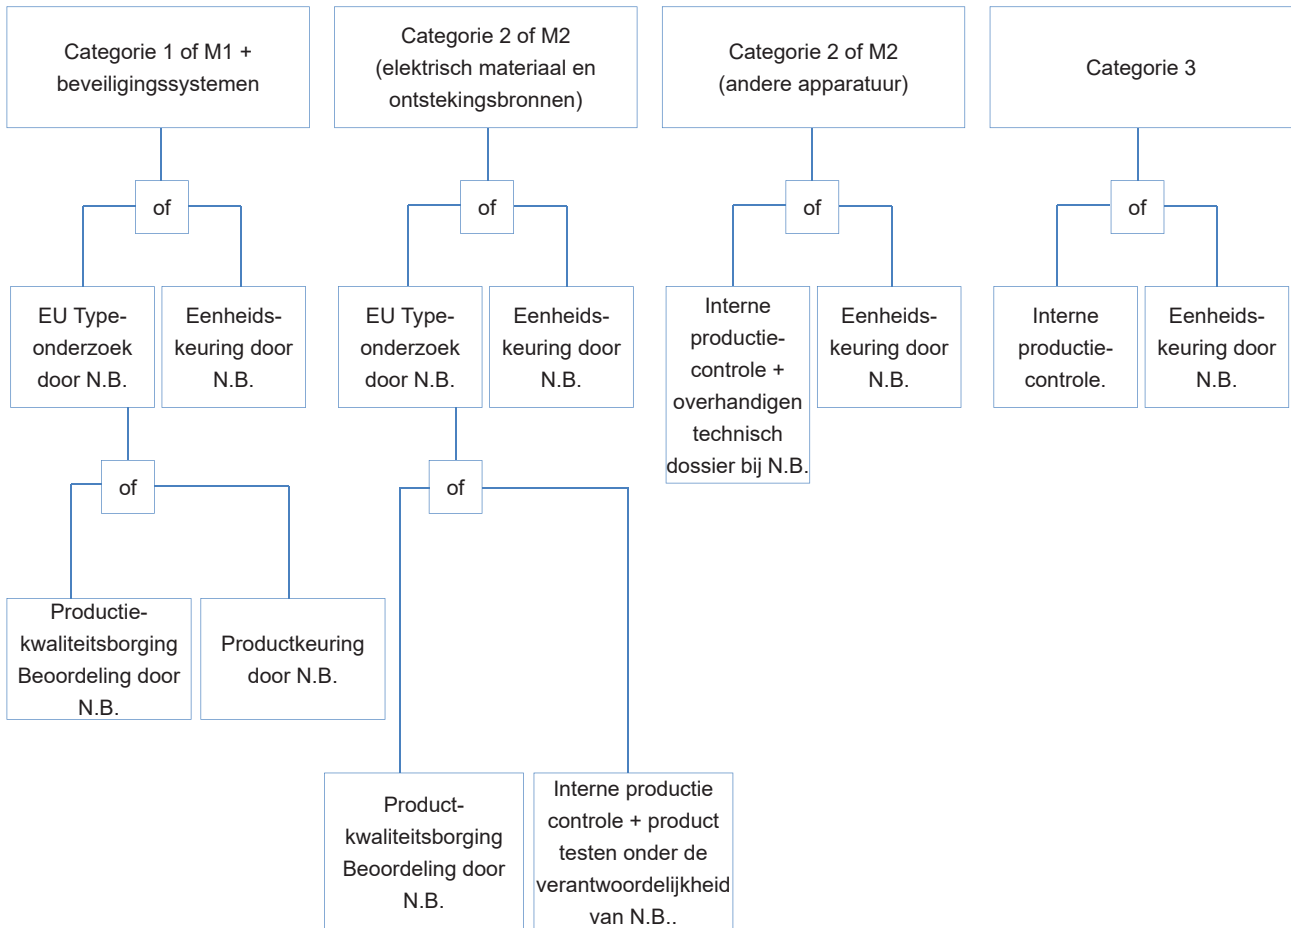 Categorie 1 of M1 +
beveiligingssystemen
Categorie 2 of M2
(elektrisch materiaal en
ontstekingsbronnen)
Categorie 2 of M2
(andere apparatuur)
Categorie 3
of
of
of
of
EU Type-
onderzoek
door N.B.
Eenheids-
keuring door
N.B.
EU Type-
onderzoek
door N.B.
Eenheids-
keuring door
N.B.
Interne
productie-
controle +
overhandigen
technisch
dossier bij N.B.
Eenheids-
keuring door
N.B.
Interne
productie-
controle.
Eenheids-
keuring door
N.B.
of
of
Productie-
kwaliteitsborging
Beoordeling door
N.B.
Productkeuring
door N.B.
Product-
kwaliteitsborging
Beoordeling door
N.B.
Interne productie
controle + product
testen onder de
verantwoordelijkheid
van N.B..